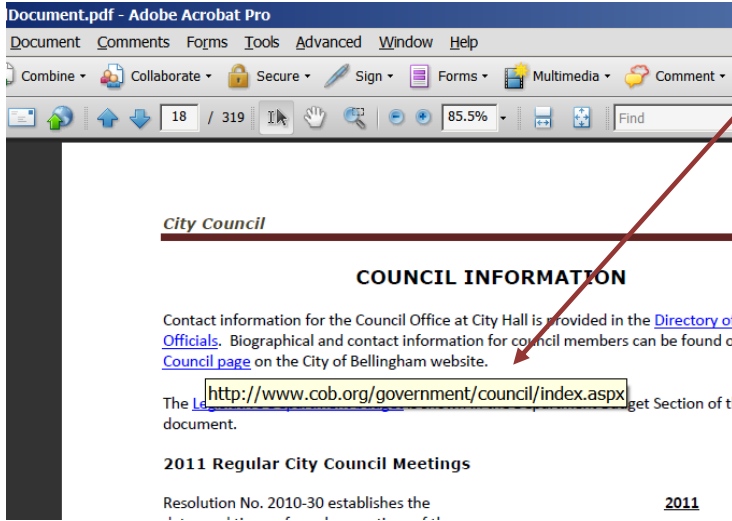 Document.pdf - Adobe Acrobat Pro
Document Comments Forms Tools Advanced Window Help
Combine Collaborate Secure Sign Forms Multimedia Comment
18 / 319 85.5% Find
City Council
COUNCIL INFORMATION
Contact information for the Council Office at City Hall is provided in the Directory of
Officials. Biographical and contact information for council members can be found
Council page on the City of Bellingham website.
http://www.cob.org/government/council/index.aspx
The get Section of
document.
2011 Regular City Council Meetings
Resolution No. 2010-30 establishes the 2011